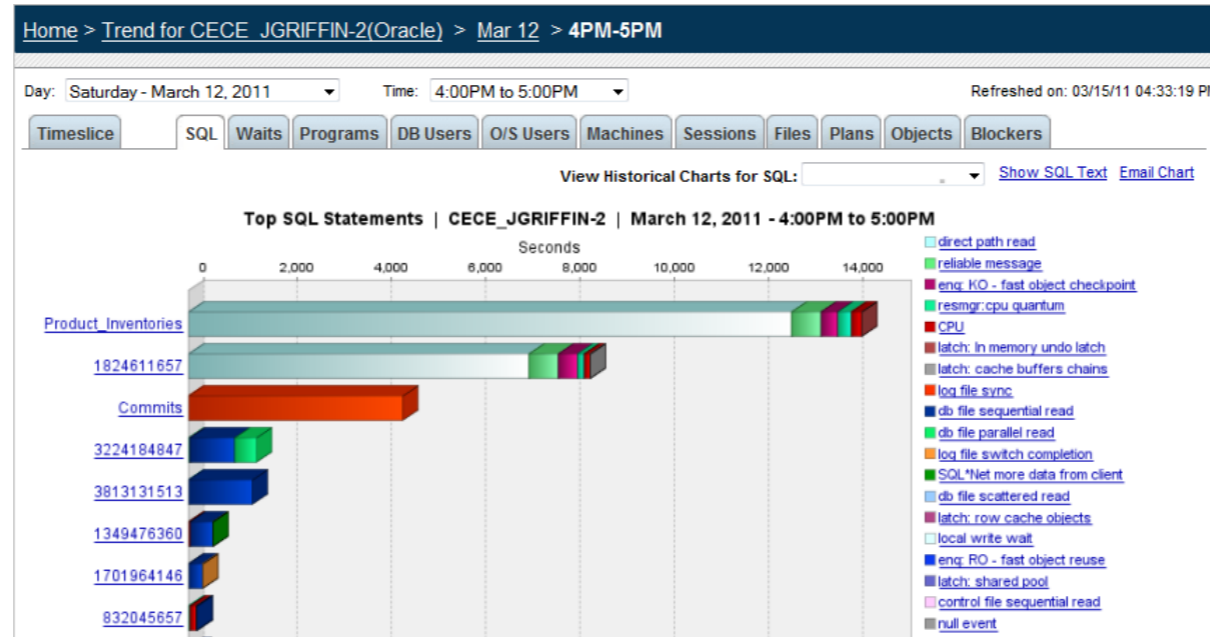 Home > Trend for CECE_JGRIFFIN-2(Oracle) > Mar 12 > 4PM-5PM
Day: Saturday - March 12, 2011 Time: 4:00PM to 5:00PM Refreshed on: 03/15/11 04:33:19 PM
Timeslice SQL Waits Programs DB Users O/S Users Machines Sessions Files Plans Objects Blockers
View Historical Charts for SQL: Show SQL Text Email Chart
Top SQL Statements | CECE_JGRIFFIN-2 | March 12, 2011 - 4:00PM to 5:00PM
Seconds
0 2,000 4,000 6,000 8,000 10,000 12,000 14,000
Product_Inventories
1824611657
Commits
3224184847
3813131513
1349476360
1701964146
832045657
direct path read
reliable message
enq: KO - fast object checkpoint
resmgr:cpu quantum
CPU
latch: In memory undo latch
latch: cache buffers chains
log file sync
db file sequential read
db file parallel read
log file switch completion
SQL*Net more data from client
db file scattered read
latch: row cache objects
local write wait
enq: RO - fast object reuse
latch: shared pool
control file sequential read
null event